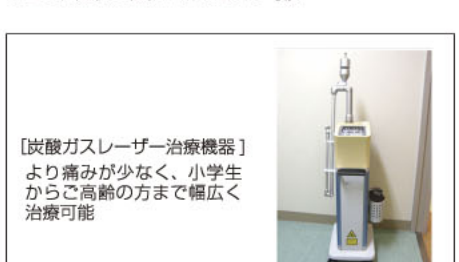 [炭酸ガスレーザー治療機器]
より痛みが少なく、小学生
からご高齢の方まで幅広く
治療可能